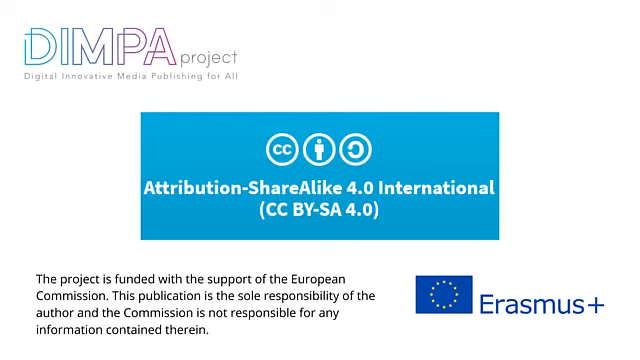 DIMPA project
Digital Innovative Media Publishing for All
cc
Attribution-ShareAlike 4.0 International
(CC BY-SA 4.0)
The project is funded with the support of the European
Commission. This publication is the sole responsibility of the
author and the Commission is not responsible for any
information contained therein.
Erasmus+